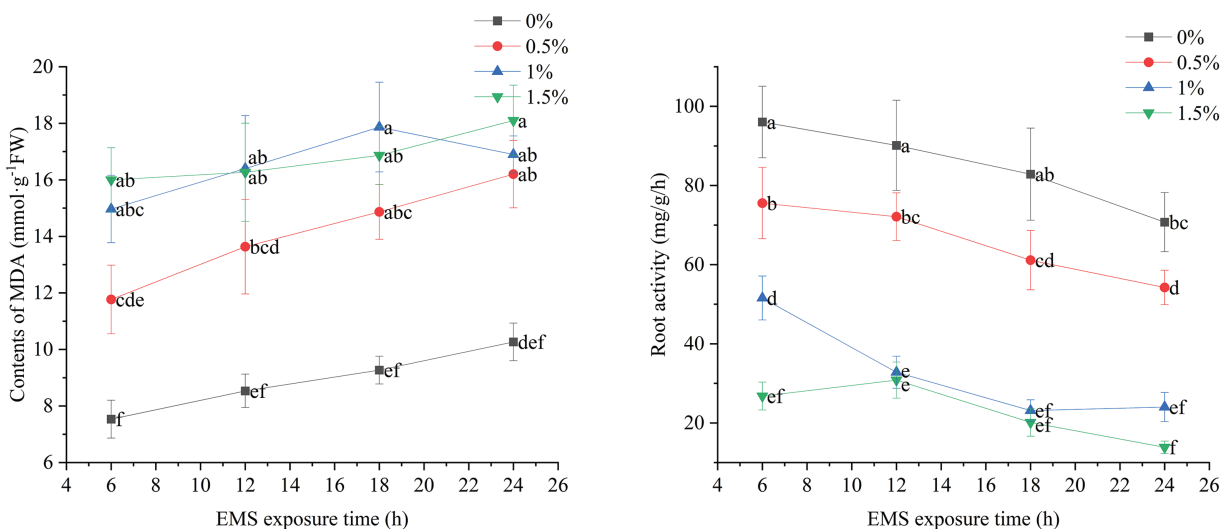 0%
0.5%
1%
1.5%
20
18
16
14
12
10
8
6
Contents of MDA (mmol·g⁻¹FW)
ab
abc
cde
f
ab
ab
bcd
ef
a
ab
abc
ef
a
ab
ab
def
4 6 8 10 12 14 16 18 20 22 24 26
EMS exposure time (h)
0%
0.5%
1%
1.5%
100
80
60
40
20
Root activity (mg/g/h)
a
b
d
ef
a
bc
e
e
ab
cd
ef
ef
bc
d
ef
f
4 6 8 10 12 14 16 18 20 22 24 26
EMS exposure time (h)